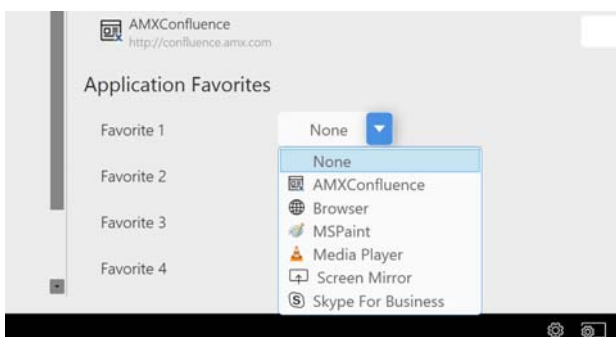 AMXConfluence
http://confluence.amx.com
Application Favorites
Favorite 1
None
None
Favorite 2
AMXConfluence
Browser
Favorite 3
MSPaint
Media Player
Favorite 4
Screen Mirror
Skype For Business